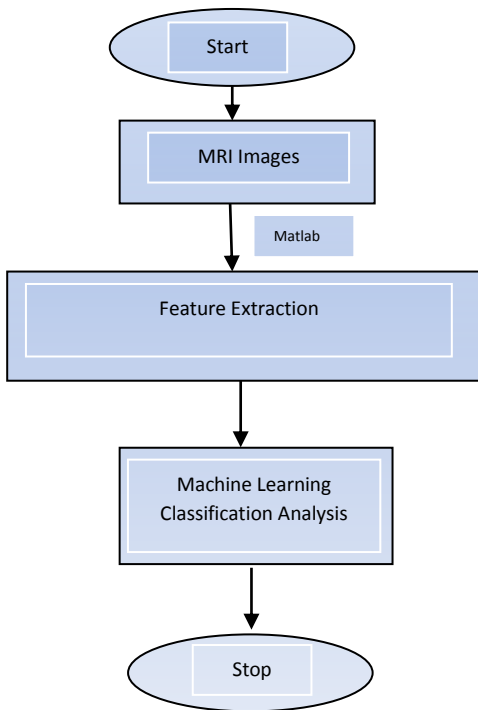 Start
MRI Images
Matlab
Feature Extraction
Machine Learning
Classification Analysis
Stop